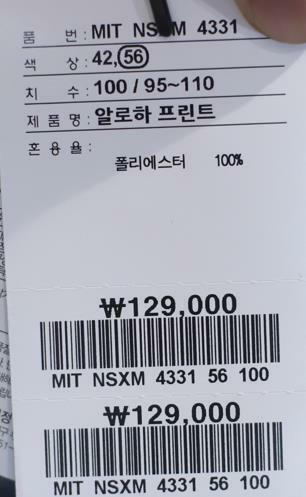 품 번 : MIT NSXM 4331
색 상 : 42, 56
치 수 : 100 / 95~110
제 품 명 : 알로하 프린트
혼 용 율 :
폴리에스터 100%
₩129,000
MIT NSXM 4331 56 100
₩129,000
MIT NSXM 4331 56 100